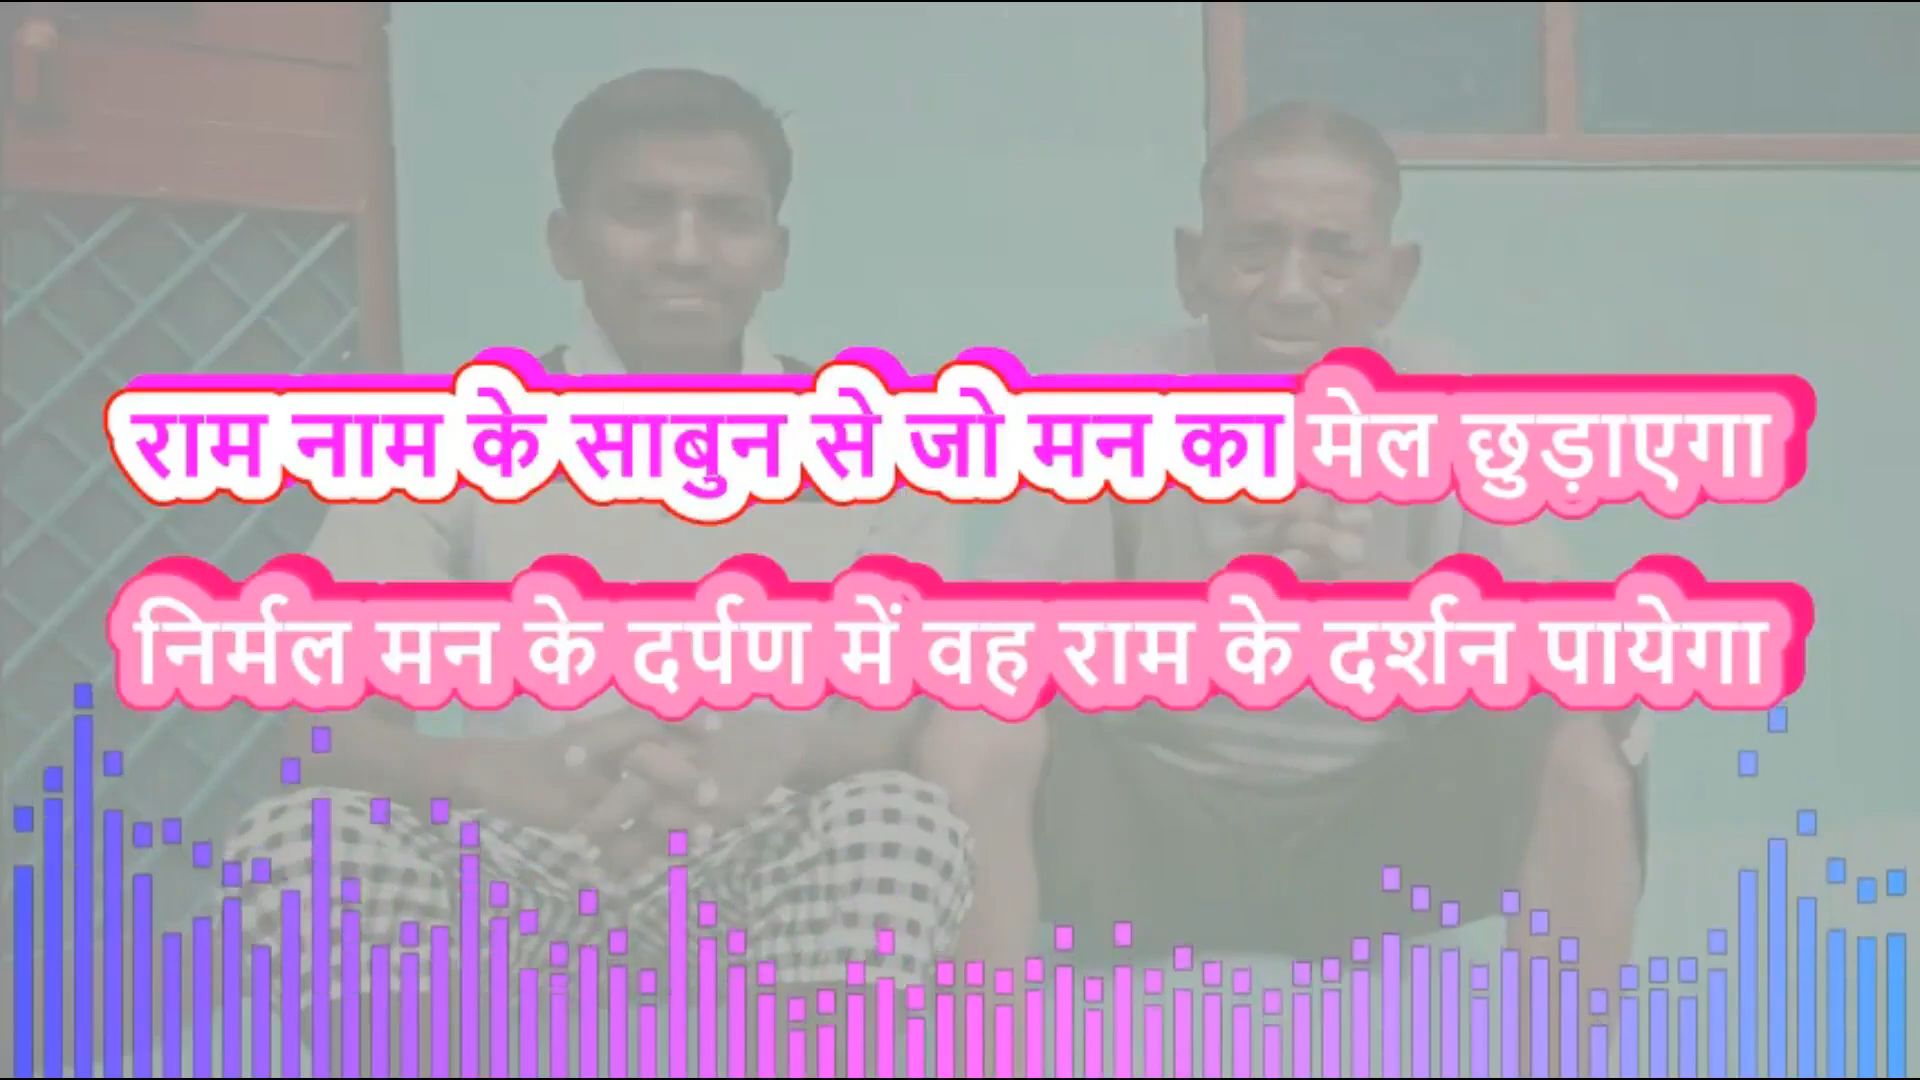 राम नाम के साबुन से जो मन का मेल छुड़ाएगा
निर्मल मन के दर्पण में वह राम के दर्शन पायेगा